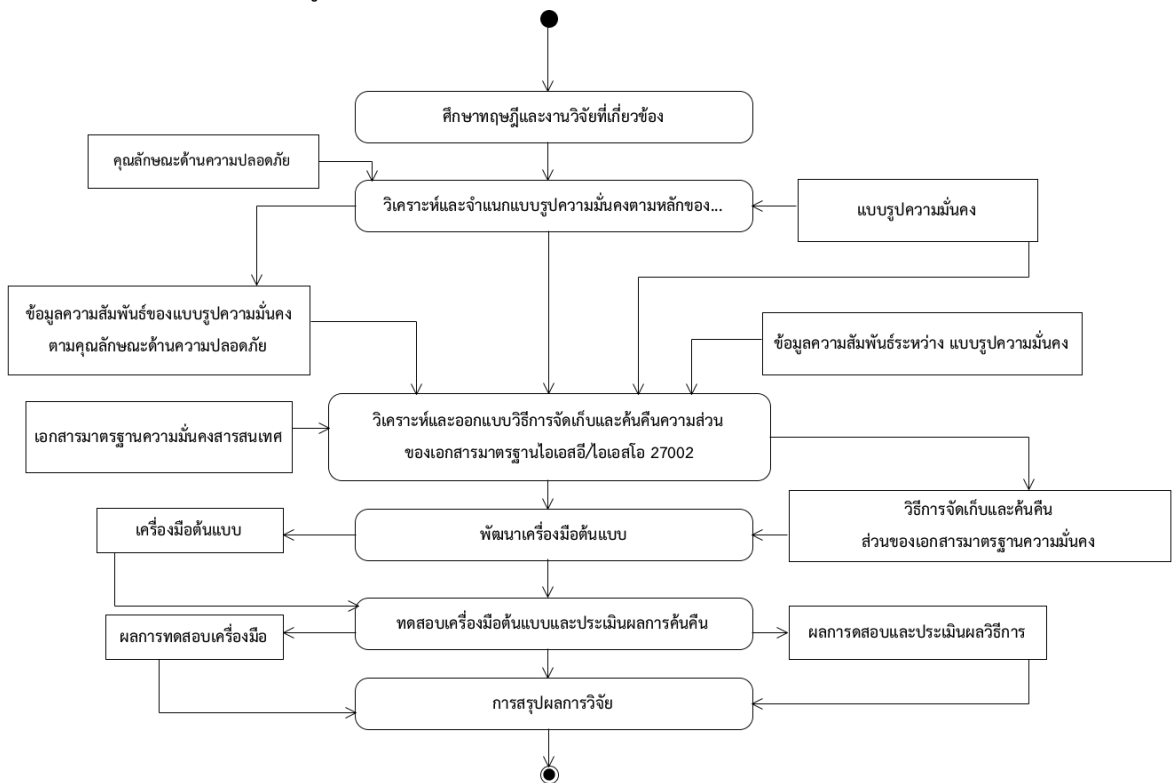 ศึกษาทฤษฎีและงานวิจัยที่เกี่ยวข้อง
คุณลักษณะด้านความปลอดภัย
วิเคราะห์และจำแนกแบบรูปความมั่นคงตามหลักของ...
แบบรูปความมั่นคง
ข้อมูลความสัมพันธ์ของแบบรูปความมั่นคง
ตามคุณลักษณะด้านความปลอดภัย
ข้อมูลความสัมพันธ์ระหว่าง แบบรูปความมั่นคง
เอกสารมาตรฐานความมั่นคงสารสนเทศ
วิเคราะห์และออกแบบวิธีการจัดเก็บและค้นคืนความส่วน
ของเอกสารมาตรฐานไอเอสอี/ไอเอสโอ 27002
วิธีการจัดเก็บและค้นคืน
ส่วนของเอกสารมาตรฐานความมั่นคง
เครื่องมือต้นแบบ
พัฒนาเครื่องมือต้นแบบ
ทดสอบเครื่องมือต้นแบบและประเมินผลการค้นคืน
ผลการทดสอบเครื่องมือ
ผลการดสอบและประเมินผลวิธีการ
การสรุปผลการวิจัย